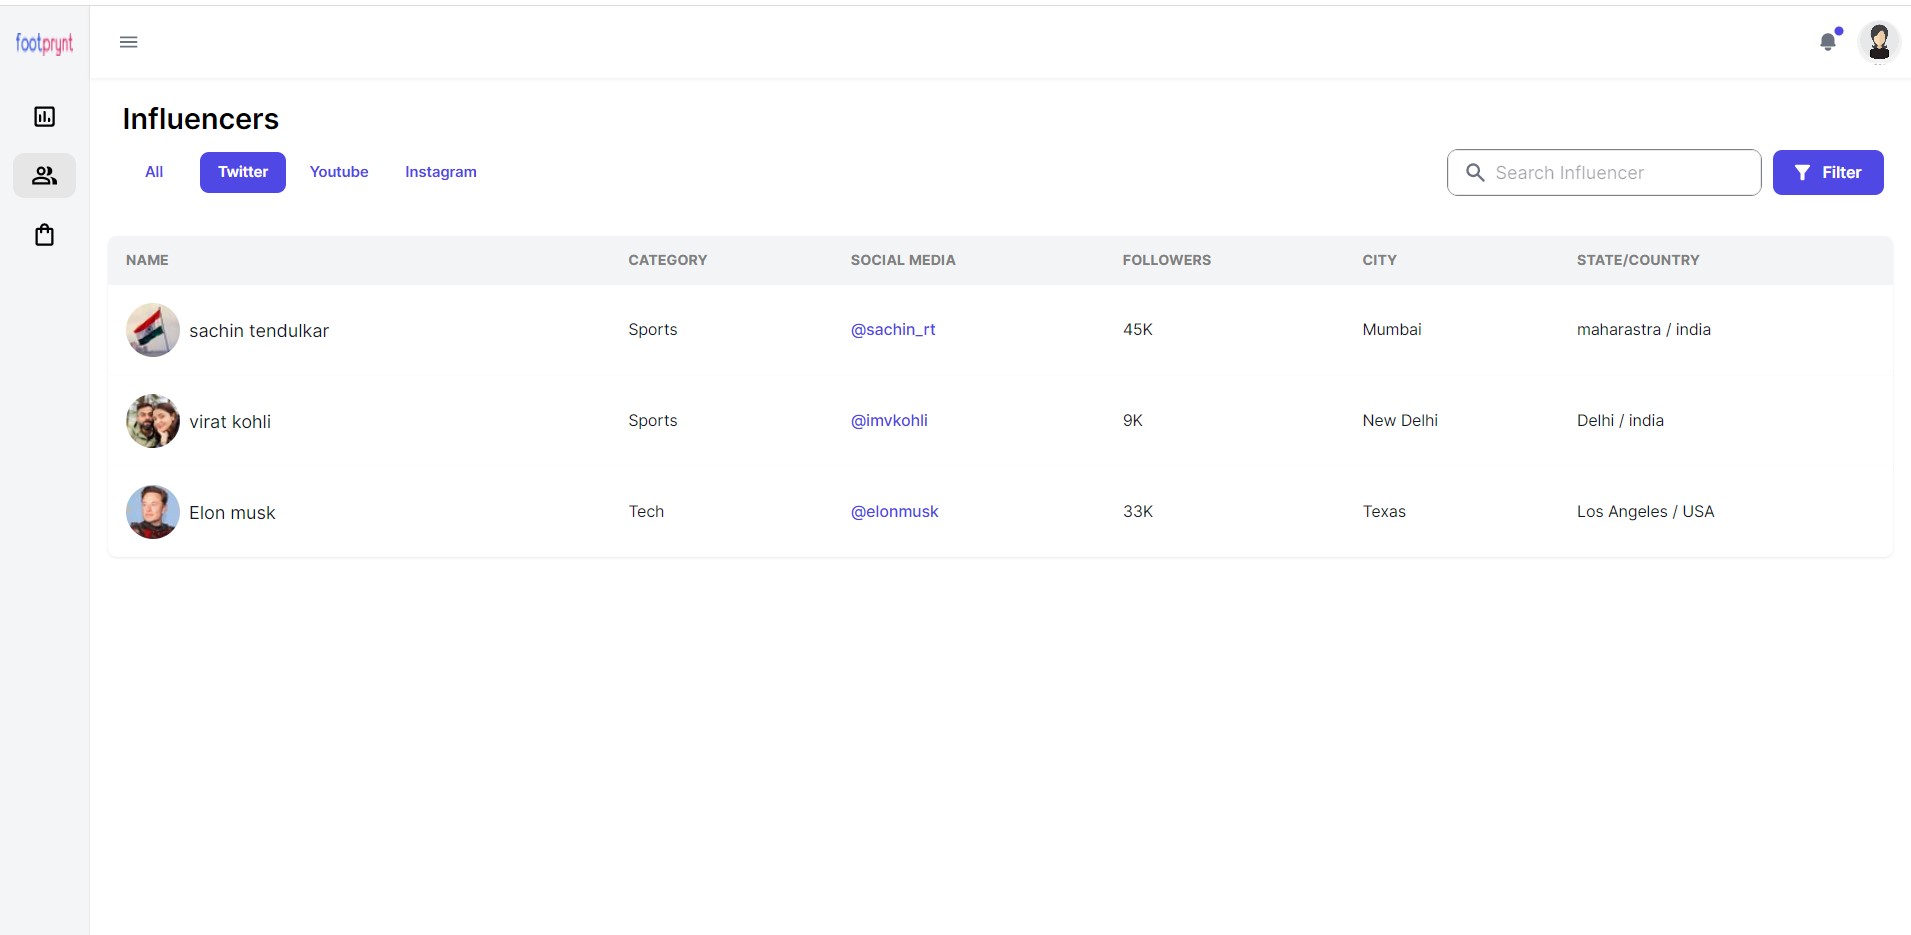 footprynt
Influencers
All Twitter Youtube Instagram Search Influencer Filter
NAME CATEGORY SOCIAL MEDIA FOLLOWERS CITY STATE/COUNTRY
sachin tendulkar Sports @sachin_rt 45K Mumbai maharastra / india
virat kohli Sports @imvkohli 9K New Delhi Delhi / india
Elon musk Tech @elonmusk 33K Texas Los Angeles / USA